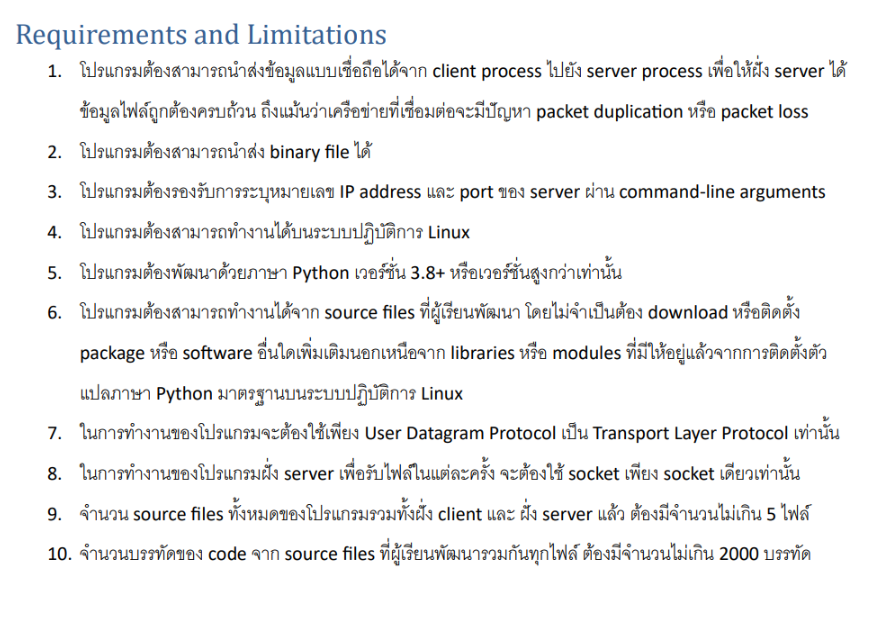 Requirements and Limitations
1. โปรแกรมต้องสามารถนำส่งข้อมูลแบบเชื่อถือได้จาก client process ไปยัง server process เพื่อให้ฝั่ง server ได้
ข้อมูลไฟล์ถูกต้องครบถ้วน ถึงแม้นว่าเครือข่ายที่เชื่อมต่อจะมีปัญหา packet duplication หรือ packet loss
2. โปรแกรมต้องสามารถนำส่ง binary file ได้
3. โปรแกรมต้องรองรับการระบุหมายเลข IP address และ port ของ server ผ่าน command-line arguments
4. โปรแกรมต้องสามารถทำงานได้บนระบบปฏิบัติการ Linux
5. โปรแกรมต้องพัฒนาด้วยภาษา Python เวอร์ชั่น 3.8+ หรือเวอร์ชั่นสูงกว่าเท่านั้น
6. โปรแกรมต้องสามารถทำงานได้จาก source files ที่ผู้เรียนพัฒนา โดยไม่จำเป็นต้อง download หรือติดตั้ง
package หรือ software อื่นใดเพิ่มเติมนอกเหนือจาก libraries หรือ modules ที่มีให้อยู่แล้วจากการติดตั้งตัว
แปลภาษา Python มาตรฐานบนระบบปฏิบัติการ Linux
7. ในการทำงานของโปรแกรมจะต้องใช้เพียง User Datagram Protocol เป็น Transport Layer Protocol เท่านั้น
8. ในการทำงานของโปรแกรมฝั่ง server เพื่อรับไฟล์ในแต่ละครั้ง จะต้องใช้ socket เพียง socket เดียวเท่านั้น
9. จำนวน source files ทั้งหมดของโปรแกรมรวมทั้งฝั่ง client และ ฝั่ง server แล้ว ต้องมีจำนวนไม่เกิน 5 ไฟล์
10. จำนวนบรรทัดของ code จาก source files ที่ผู้เรียนพัฒนารวมกันทุกไฟล์ ต้องมีจำนวนไม่เกิน 2000 บรรทัด